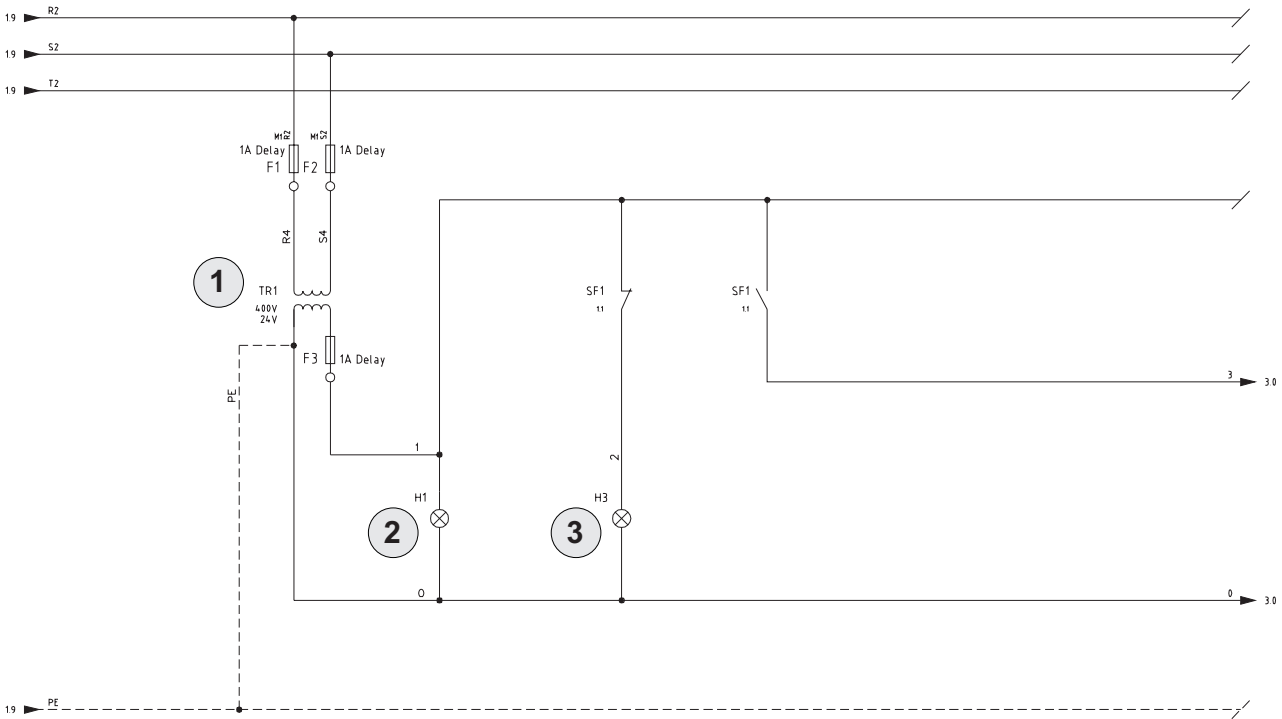 R2
1.9
S2
1.9
T2
1.9
M1 R2 M1 S2
1A Delay 1A Delay
F1 F2
R4 S4
1
TR1 SF1 SF1
400V 1.1 1.1
24V
F3 1A Delay
3 3.0
PE
1 2
H1 H3
2 3
0 0 3.0
PE
1.9